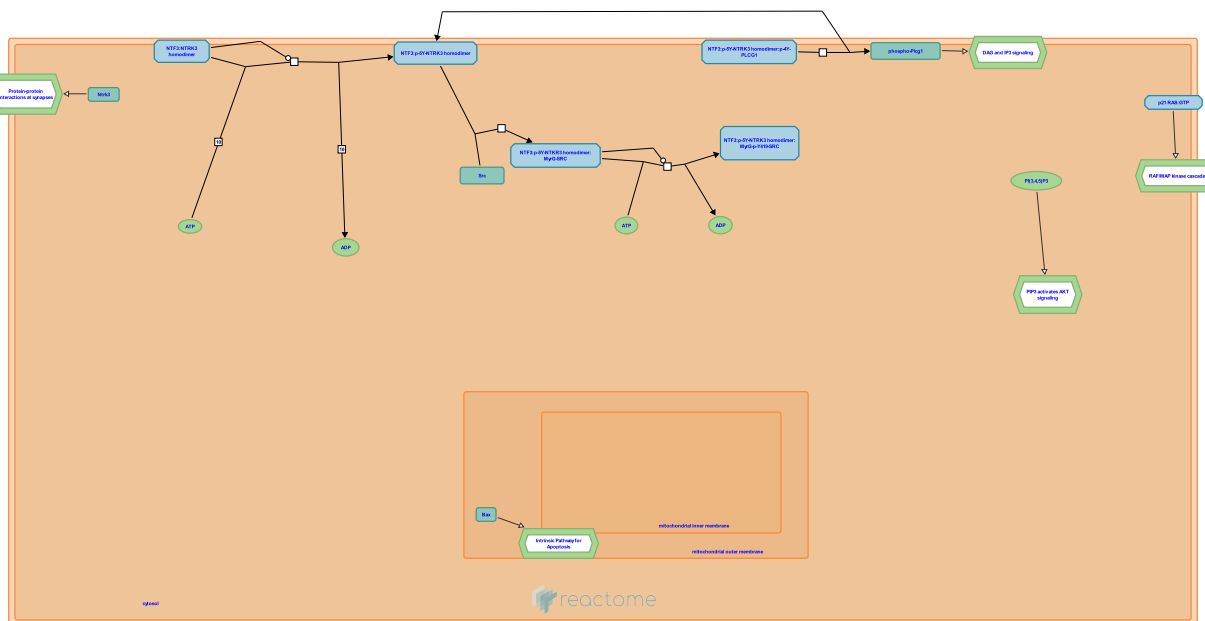 NTF3:NTRK3
homodimer
NTF3:p-5Y-NTRK3 homodimer
NTF3:p-5Y-NTRK3 homodimer:p-4Y-
PLCG1
phospho-Plcg1
DAG and IP3 signaling
Protein-protein
interactions at synapses
Ntrk3
p21 RAS:GTP
10
10
NTF3:p-5Y-NTRK3 homodimer:
MyrG-SRC
NTF3:p-5Y-NTRK3 homodimer:
MyrG-p-Y419-SRC
Src
RAF/MAP kinase cascade
PI(3,4,5)P3
ATP
ADP
ATP
ADP
PIP3 activates AKT
signaling
Bax
Intrinsic Pathway for
Apoptosis
mitochondrial inner membrane
mitochondrial outer membrane
cytosol
reactome